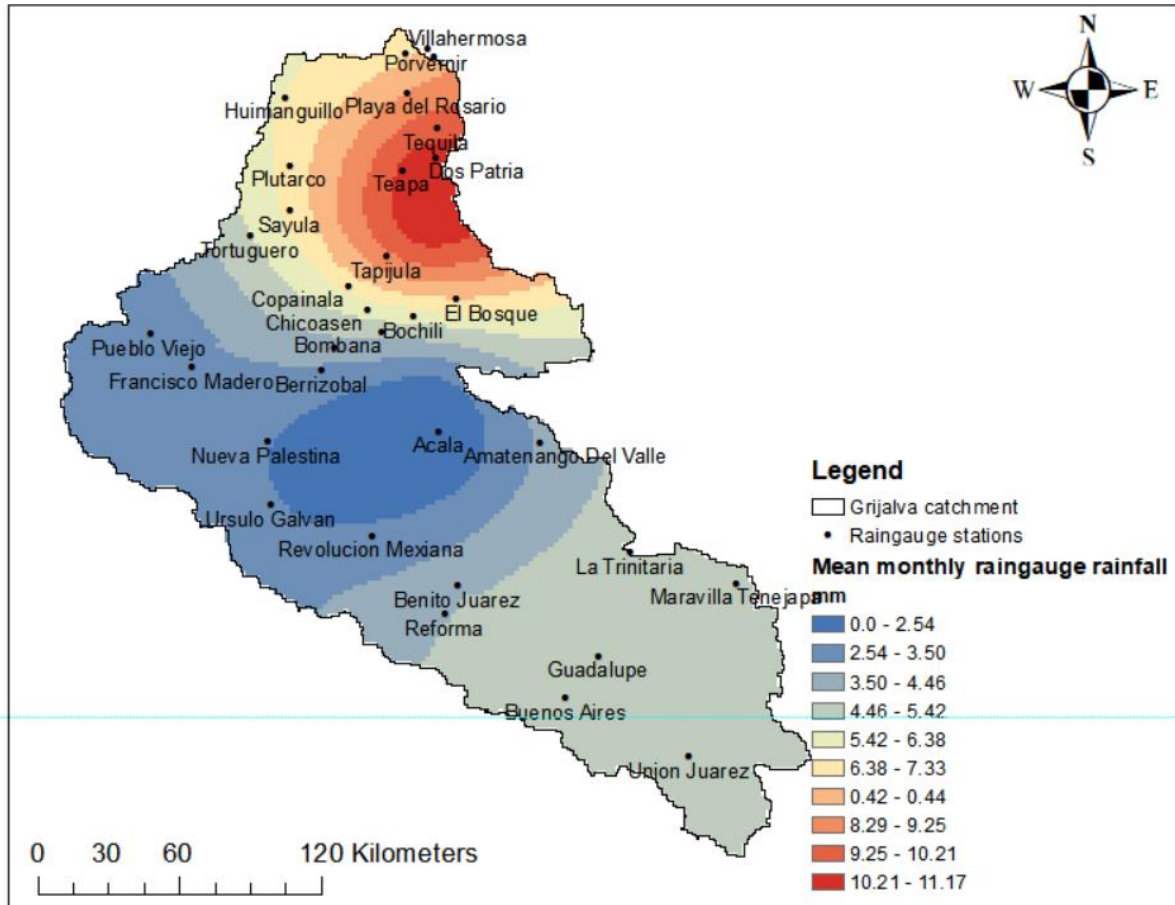 N
W
E
S
Villahermosa
Porvernir
Huimanguillo
Playa del Rosario
Tequila
Dos Patria
Plutarco
Teapa
Sayula
Tortuguero
Tapijula
Copainala
El Bosque
Chicoasen
Bochili
Bombana
Pueblo Viejo
Francisco Madero
Berrizobal
Acala
Nueva Palestina
Amatenango Del Valle
Ursulo Galvan
Revolucion Mexiana
La Trinitaria
Maravilla Tenejapa
Benito Juarez
Reforma
Guadalupe
Buenos Aires
Union Juarez
Legend
Grijalva catchment
Raingauge stations
Mean monthly raingauge rainfall
mm
0.0 - 2.54
2.54 - 3.50
3.50 - 4.46
4.46 - 5.42
5.42 - 6.38
6.38 - 7.33
0.42 - 0.44
8.29 - 9.25
9.25 - 10.21
10.21 - 11.17
0 30 60 120 Kilometers